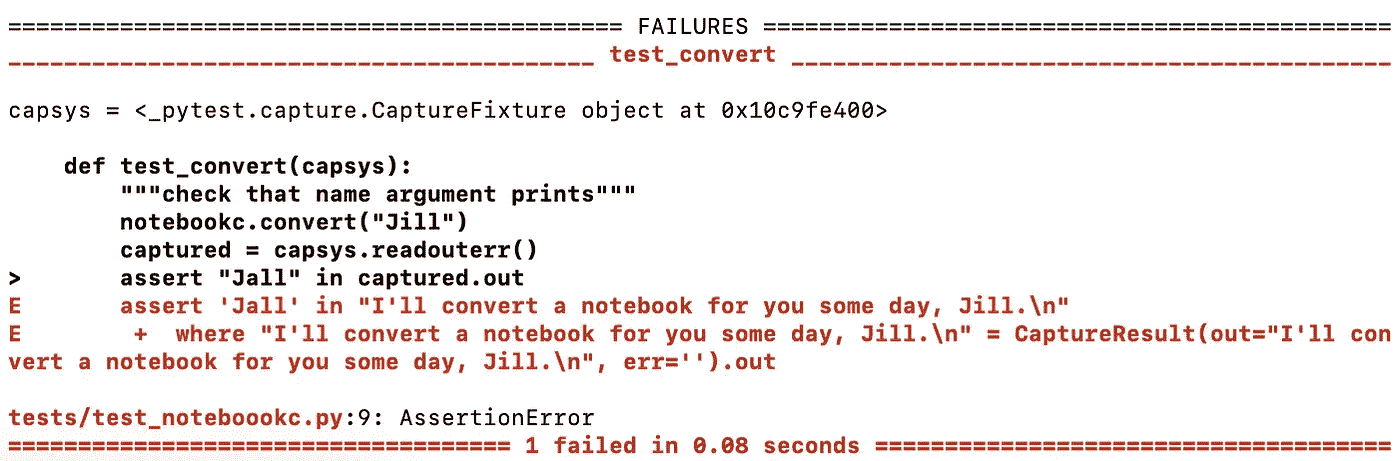 ============================================ FAILURES =============================================
__________________________________________ test_convert ___________________________________________
capsys = <_pytest.capture.CaptureFixture object at 0x10c9fe400>
    def test_convert(capsys):
        """check that name argument prints"""
        notebookc.convert("Jill")
        captured = capsys.readouterr()
>       assert "Jall" in captured.out
E       assert 'Jall' in "I'll convert a notebook for you some day, Jill.\n"
E        +  where "I'll convert a notebook for you some day, Jill.\n" = CaptureResult(out="I'll con
vert a notebook for you some day, Jill.\n", err='').out
tests/test_noteboookc.py:9: AssertionError
==================================== 1 failed in 0.08 seconds =====================================